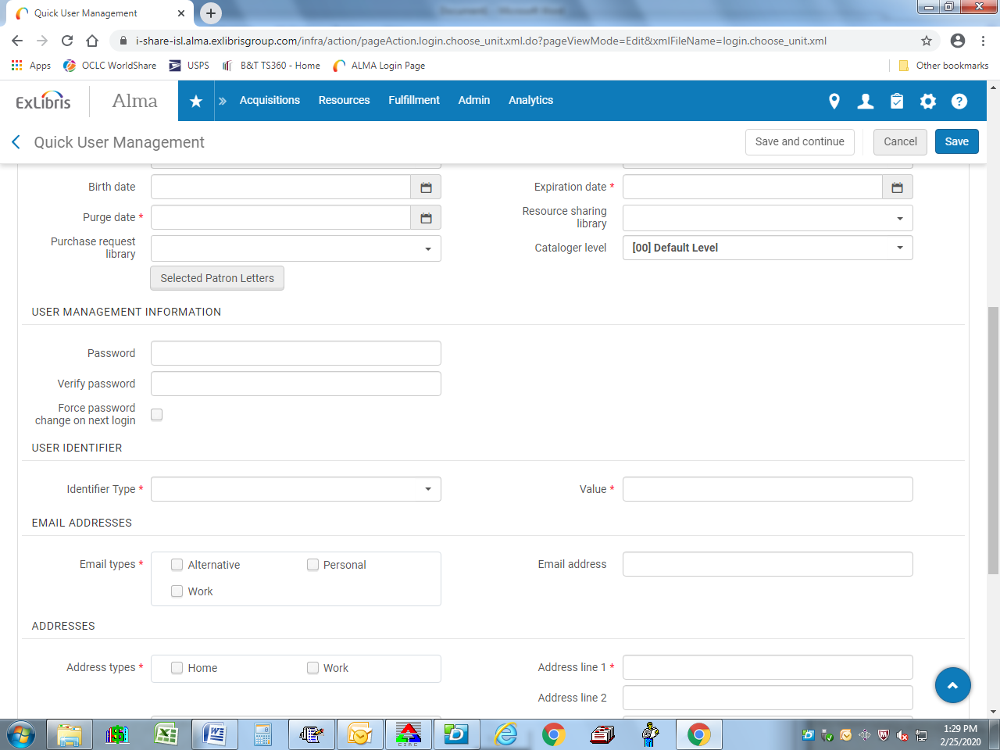 Quick User Management
i-share-isl.alma.exlibrisgroup.com/infra/action/pageAction.login.choose_unit.xml.do?pageViewMode=Edit&xmlFileName=login.choose_unit.xml
Apps OCLC WorldShare USPS B&T TS360 - Home ALMA Login Page Other bookmarks
ExLibris Alma Acquisitions Resources Fulfillment Admin Analytics
Quick User Management Save and continue Cancel Save
Birth date Expiration date *
Purge date * Resource sharing library
Purchase request library Cataloger level [00] Default Level
Selected Patron Letters
USER MANAGEMENT INFORMATION
Password
Verify password
Force password
change on next login
USER IDENTIFIER
Identifier Type * Value *
EMAIL ADDRESSES
Email types * Alternative Personal Email address
Work
ADDRESSES
Address types * Home Work Address line 1 *
Address line 2
CIRC
1:29 PM
2/25/2020